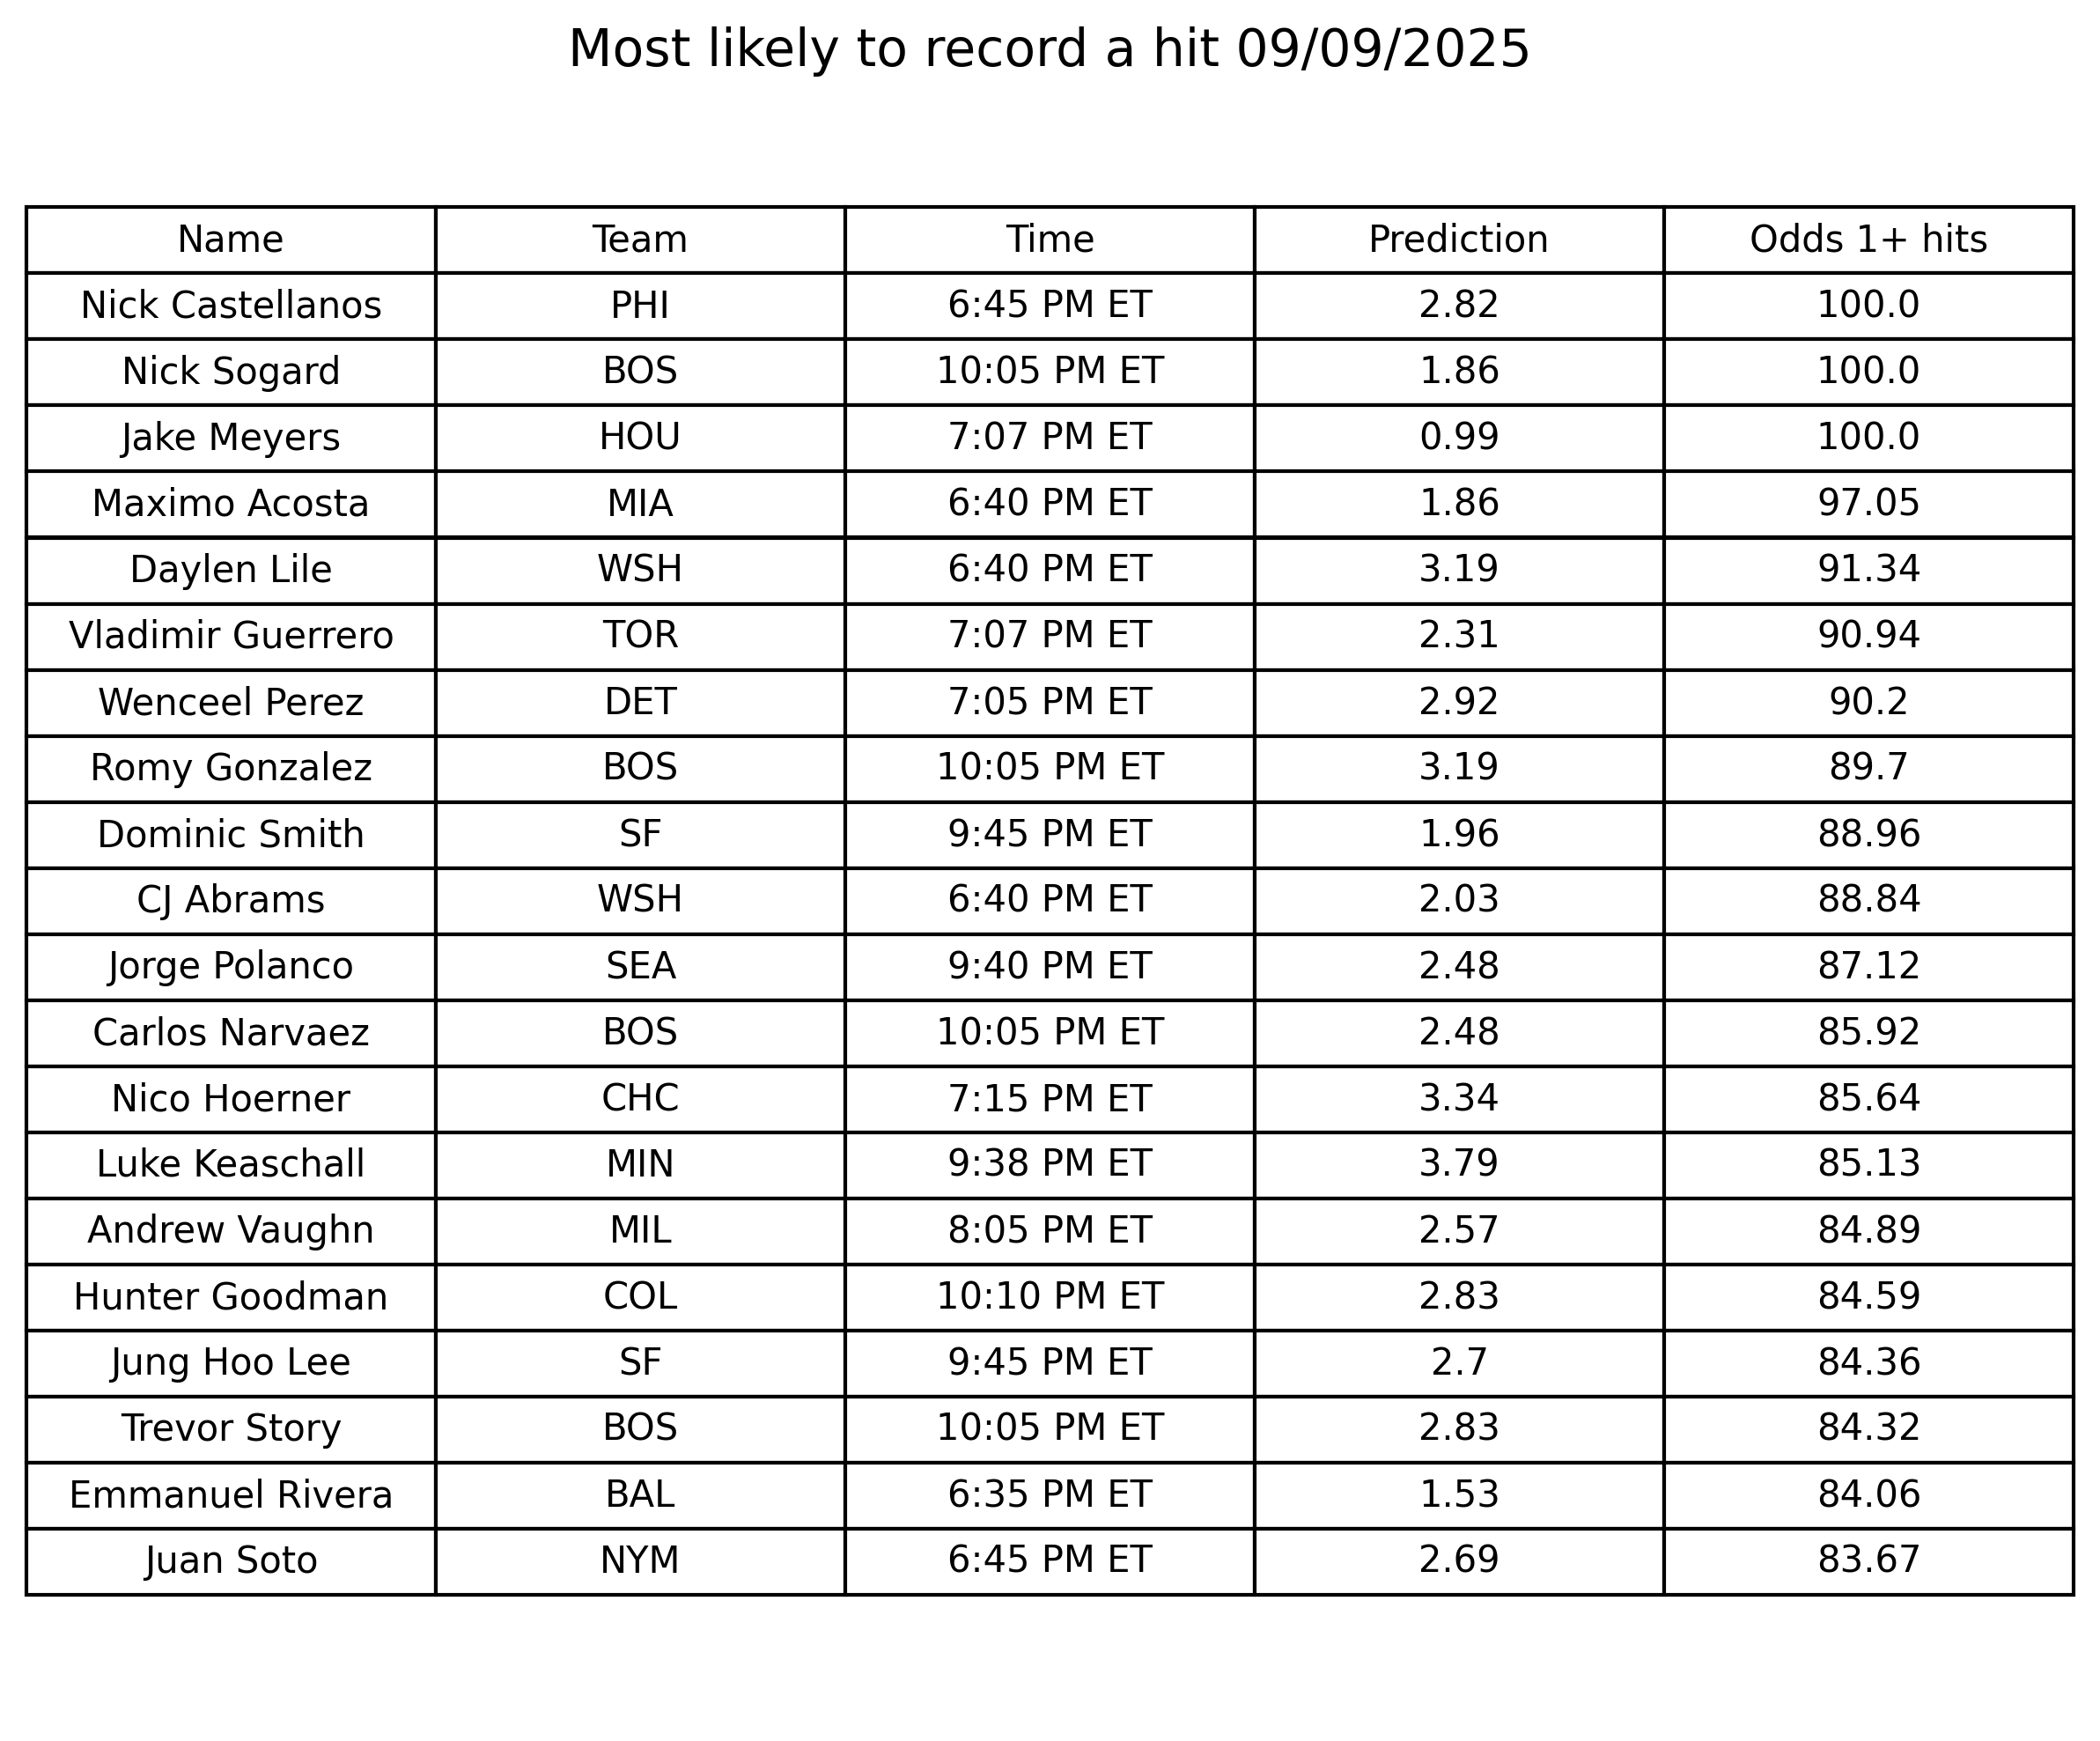 Most likely to record a hit 09/09/2025
Name Team Time Prediction Odds 1+ hits
Nick Castellanos PHI 6:45 PM ET 2.82 100.0
Nick Sogard BOS 10:05 PM ET 1.86 100.0
Jake Meyers HOU 7:07 PM ET 0.99 100.0
Maximo Acosta MIA 6:40 PM ET 1.86 97.05
Daylen Lile WSH 6:40 PM ET 3.19 91.34
Vladimir Guerrero TOR 7:07 PM ET 2.31 90.94
Wenceel Perez DET 7:05 PM ET 2.92 90.2
Romy Gonzalez BOS 10:05 PM ET 3.19 89.7
Dominic Smith SF 9:45 PM ET 1.96 88.96
CJ Abrams WSH 6:40 PM ET 2.03 88.84
Jorge Polanco SEA 9:40 PM ET 2.48 87.12
Carlos Narvaez BOS 10:05 PM ET 2.48 85.92
Nico Hoerner CHC 7:15 PM ET 3.34 85.64
Luke Keaschall MIN 9:38 PM ET 3.79 85.13
Andrew Vaughn MIL 8:05 PM ET 2.57 84.89
Hunter Goodman COL 10:10 PM ET 2.83 84.59
Jung Hoo Lee SF 9:45 PM ET 2.7 84.36
Trevor Story BOS 10:05 PM ET 2.83 84.32
Emmanuel Rivera BAL 6:35 PM ET 1.53 84.06
Juan Soto NYM 6:45 PM ET 2.69 83.67